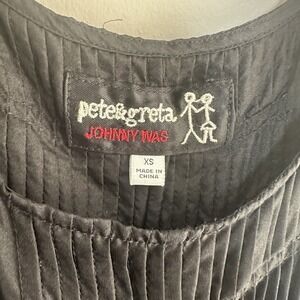 pete&greta
JOHNNY WAS
XS
MADE IN
CHINA